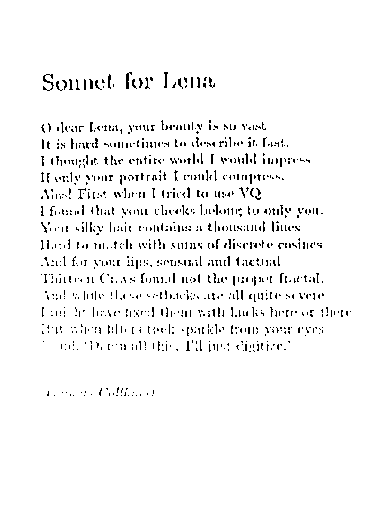 Sonnet for Lena
O dear Lena, your beauty is so vast
It is hard sometimes to describe it fast.
I thought the entire world I would impress
If only your portrait I could compress.
Alas! First when I tried to use VQ
I found that your cheeks belong to only you.
Your silky hair contains a thousand lines
Hard to match with sums of discrete cosines.
And for your lips, sensual and tactual
Thirteen Crays found not the proper fractal.
And while these setbacks are all quite severe
have fixed them with hacks here or there
But when filters took sparkle from your eyes
all this. I'll just digitize.'